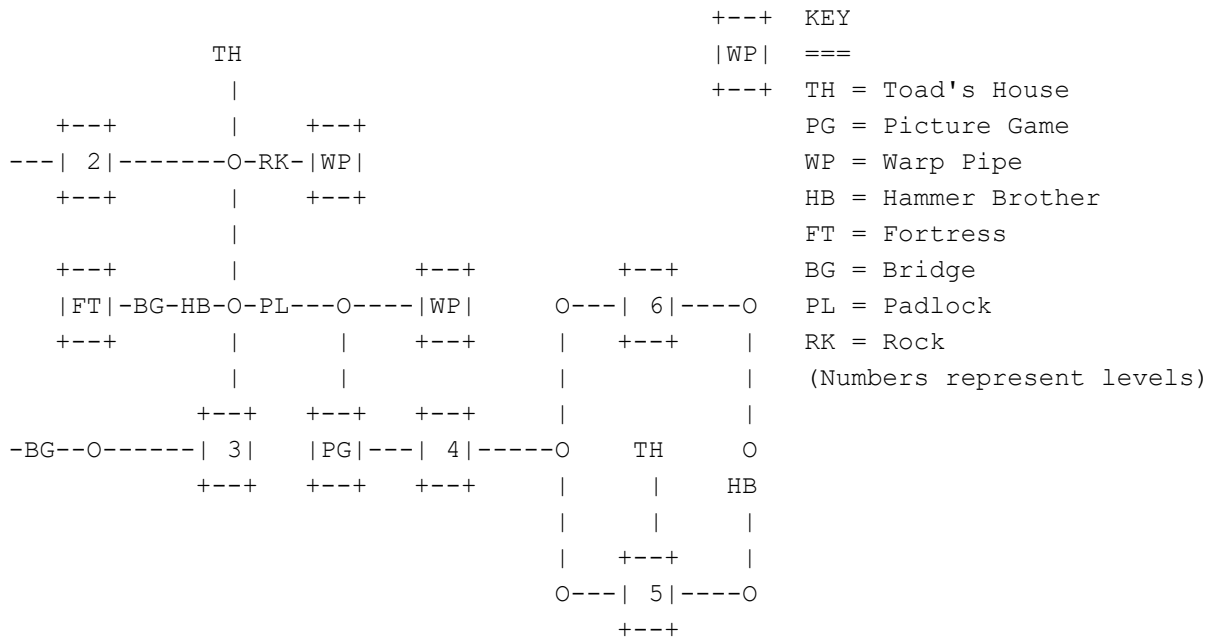 +--+  KEY
              TH                                  |WP|  ===
               |                                  +--+  TH = Toad's House
    +--+       |    +--+                                PG = Picture Game
 ---| 2|-------O-RK-|WP|                                WP = Warp Pipe
    +--+       |    +--+                                HB = Hammer Brother
               |                                        FT = Fortress
    +--+       |           +--+         +--+            BG = Bridge
    |FT|-BG-HB-O-PL---O----|WP|     O---| 6|----O       PL = Padlock
    +--+       |      |    +--+     |   +--+    |   RK = Rock
               |      |             |           |   (Numbers represent levels)
             +--+   +--+   +--+     |           |
 -BG--O------| 3|   |PG|---| 4|-----O    TH     O
             +--+   +--+   +--+     |     |    HB
                                    |     |     |
                                    |   +--+    |
                                    O---| 5|----O
                                        +--+